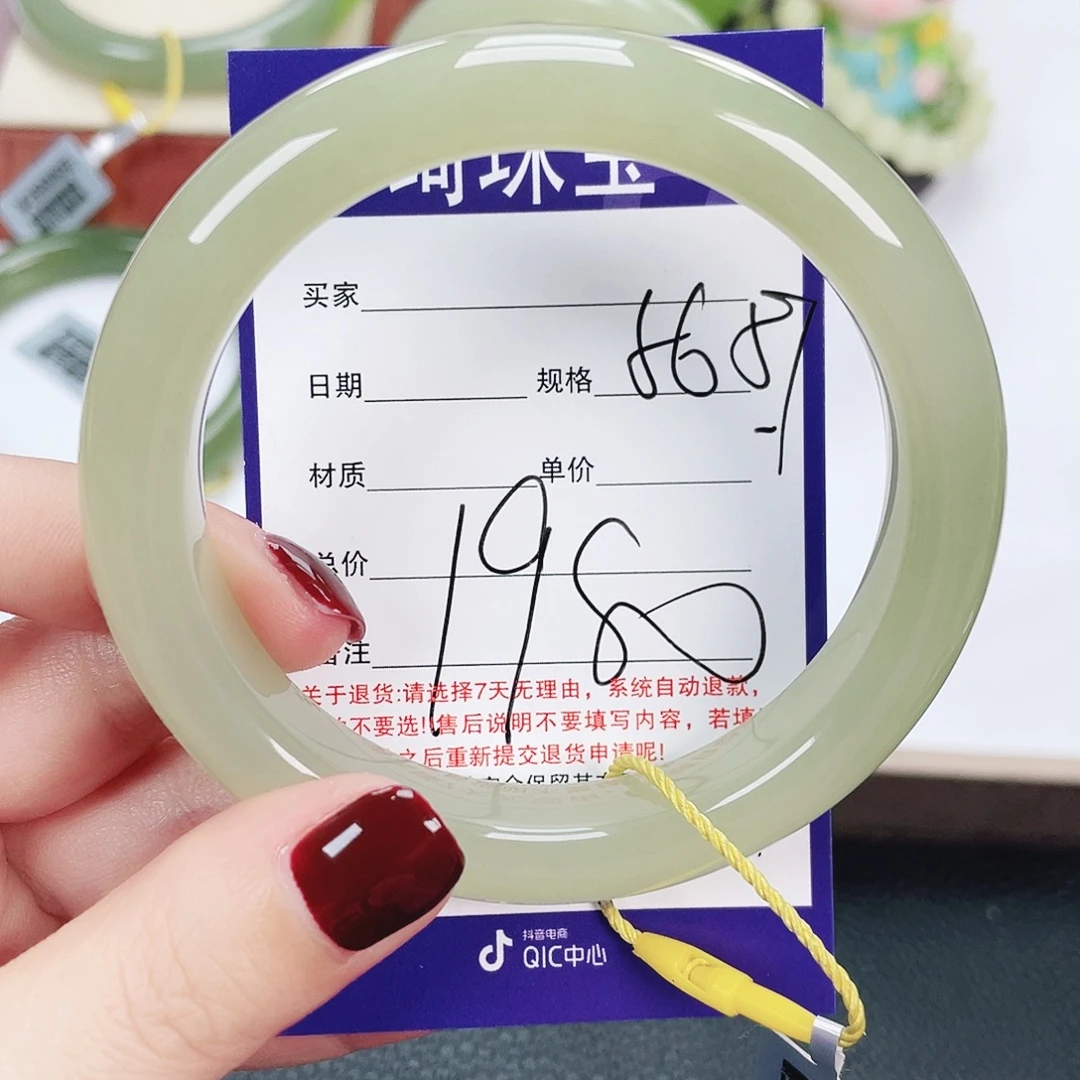 珠宝
买家
日期 规格
材质 单价
总价
1980
备注
关于退货:请选择7天无理由，系统自动退款，
不要选!!售后说明不要填写内容，若填
之后重新提交退货申请呢!
抖音电商
QIC中心